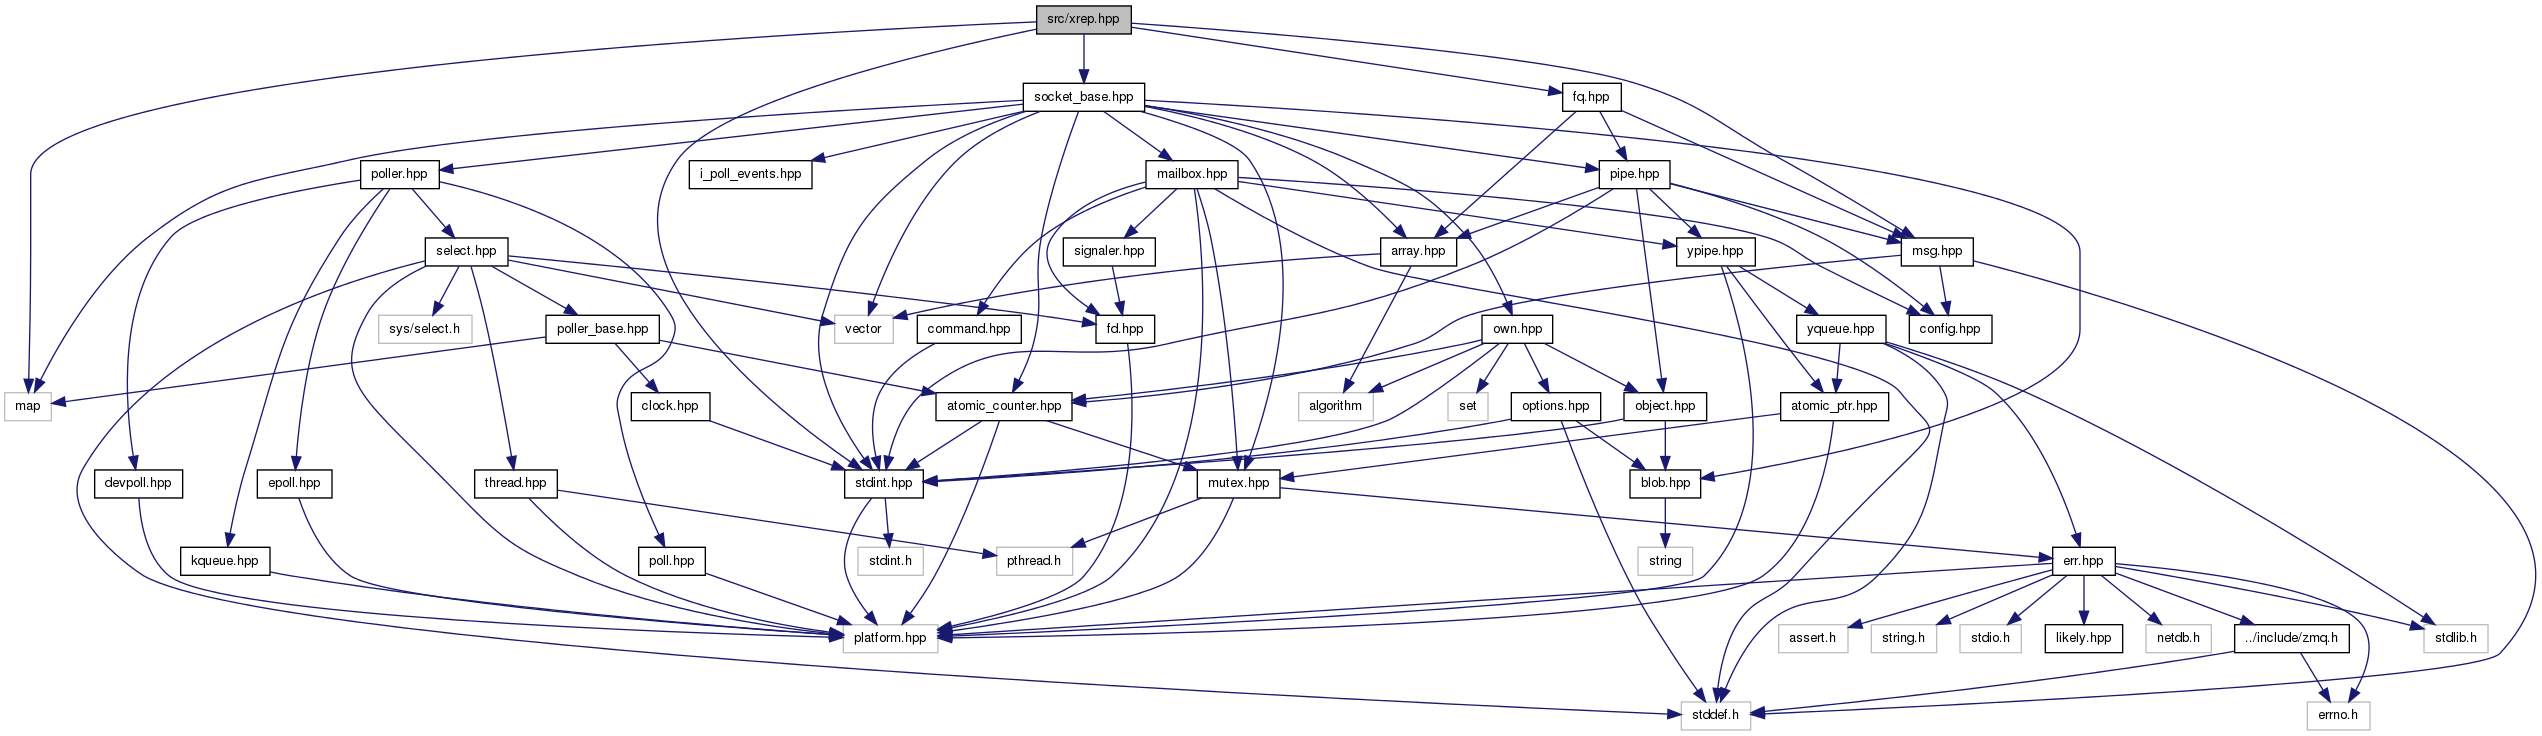 src/xrep.hpp
socket_base.hpp
fq.hpp
poller.hpp
i_poll_events.hpp
mailbox.hpp
pipe.hpp
select.hpp
signaler.hpp
array.hpp
ypipe.hpp
msg.hpp
sys/select.h
poller_base.hpp
vector
command.hpp
fd.hpp
own.hpp
yqueue.hpp
config.hpp
map
clock.hpp
atomic_counter.hpp
algorithm
set
options.hpp
object.hpp
atomic_ptr.hpp
devpoll.hpp
epoll.hpp
thread.hpp
stdint.hpp
mutex.hpp
blob.hpp
kqueue.hpp
poll.hpp
stdint.h
pthread.h
string
err.hpp
platform.hpp
assert.h
string.h
stdio.h
likely.hpp
netdb.h
../include/zmq.h
stdlib.h
stddef.h
errno.h